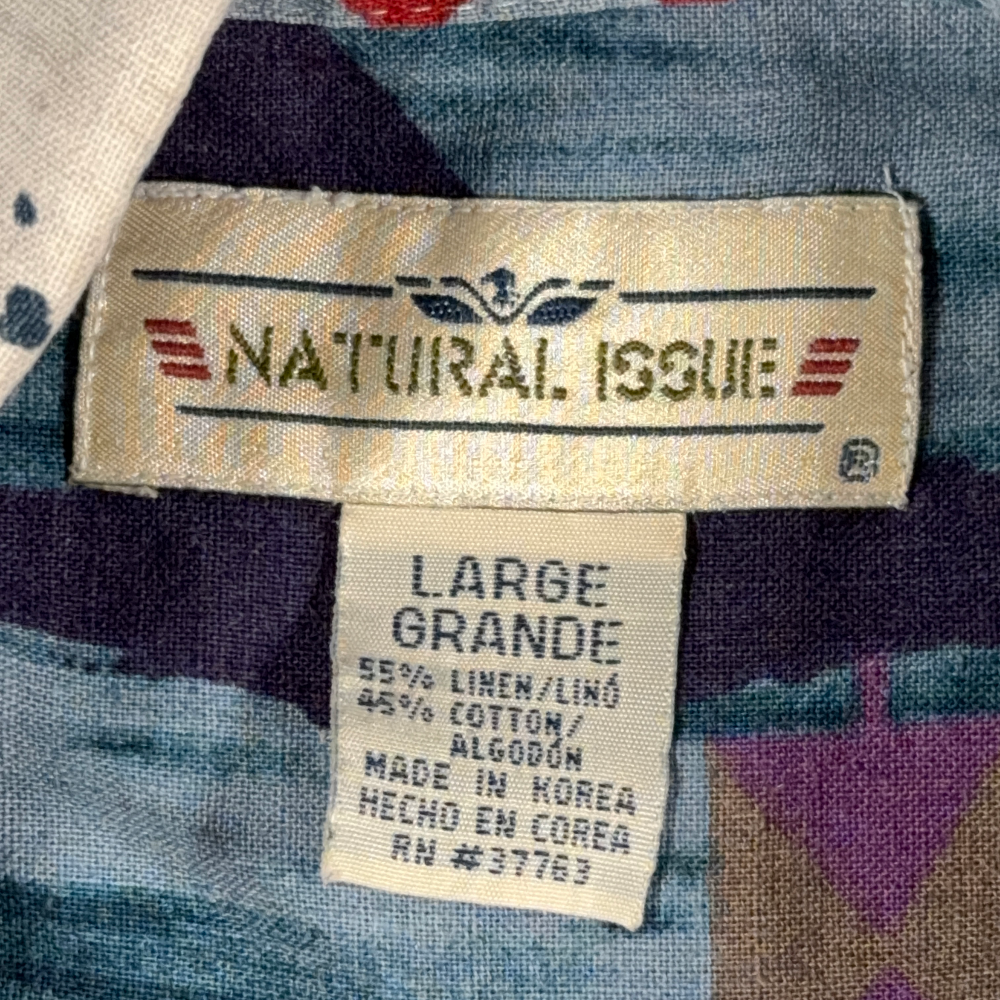 NATURAL ISSUE
®
LARGE
GRANDE
55% LINEN/LINÓ
45% COTTON/
ALGODÓN
MADE IN KOREA
HECHO EN COREA
RN #37763